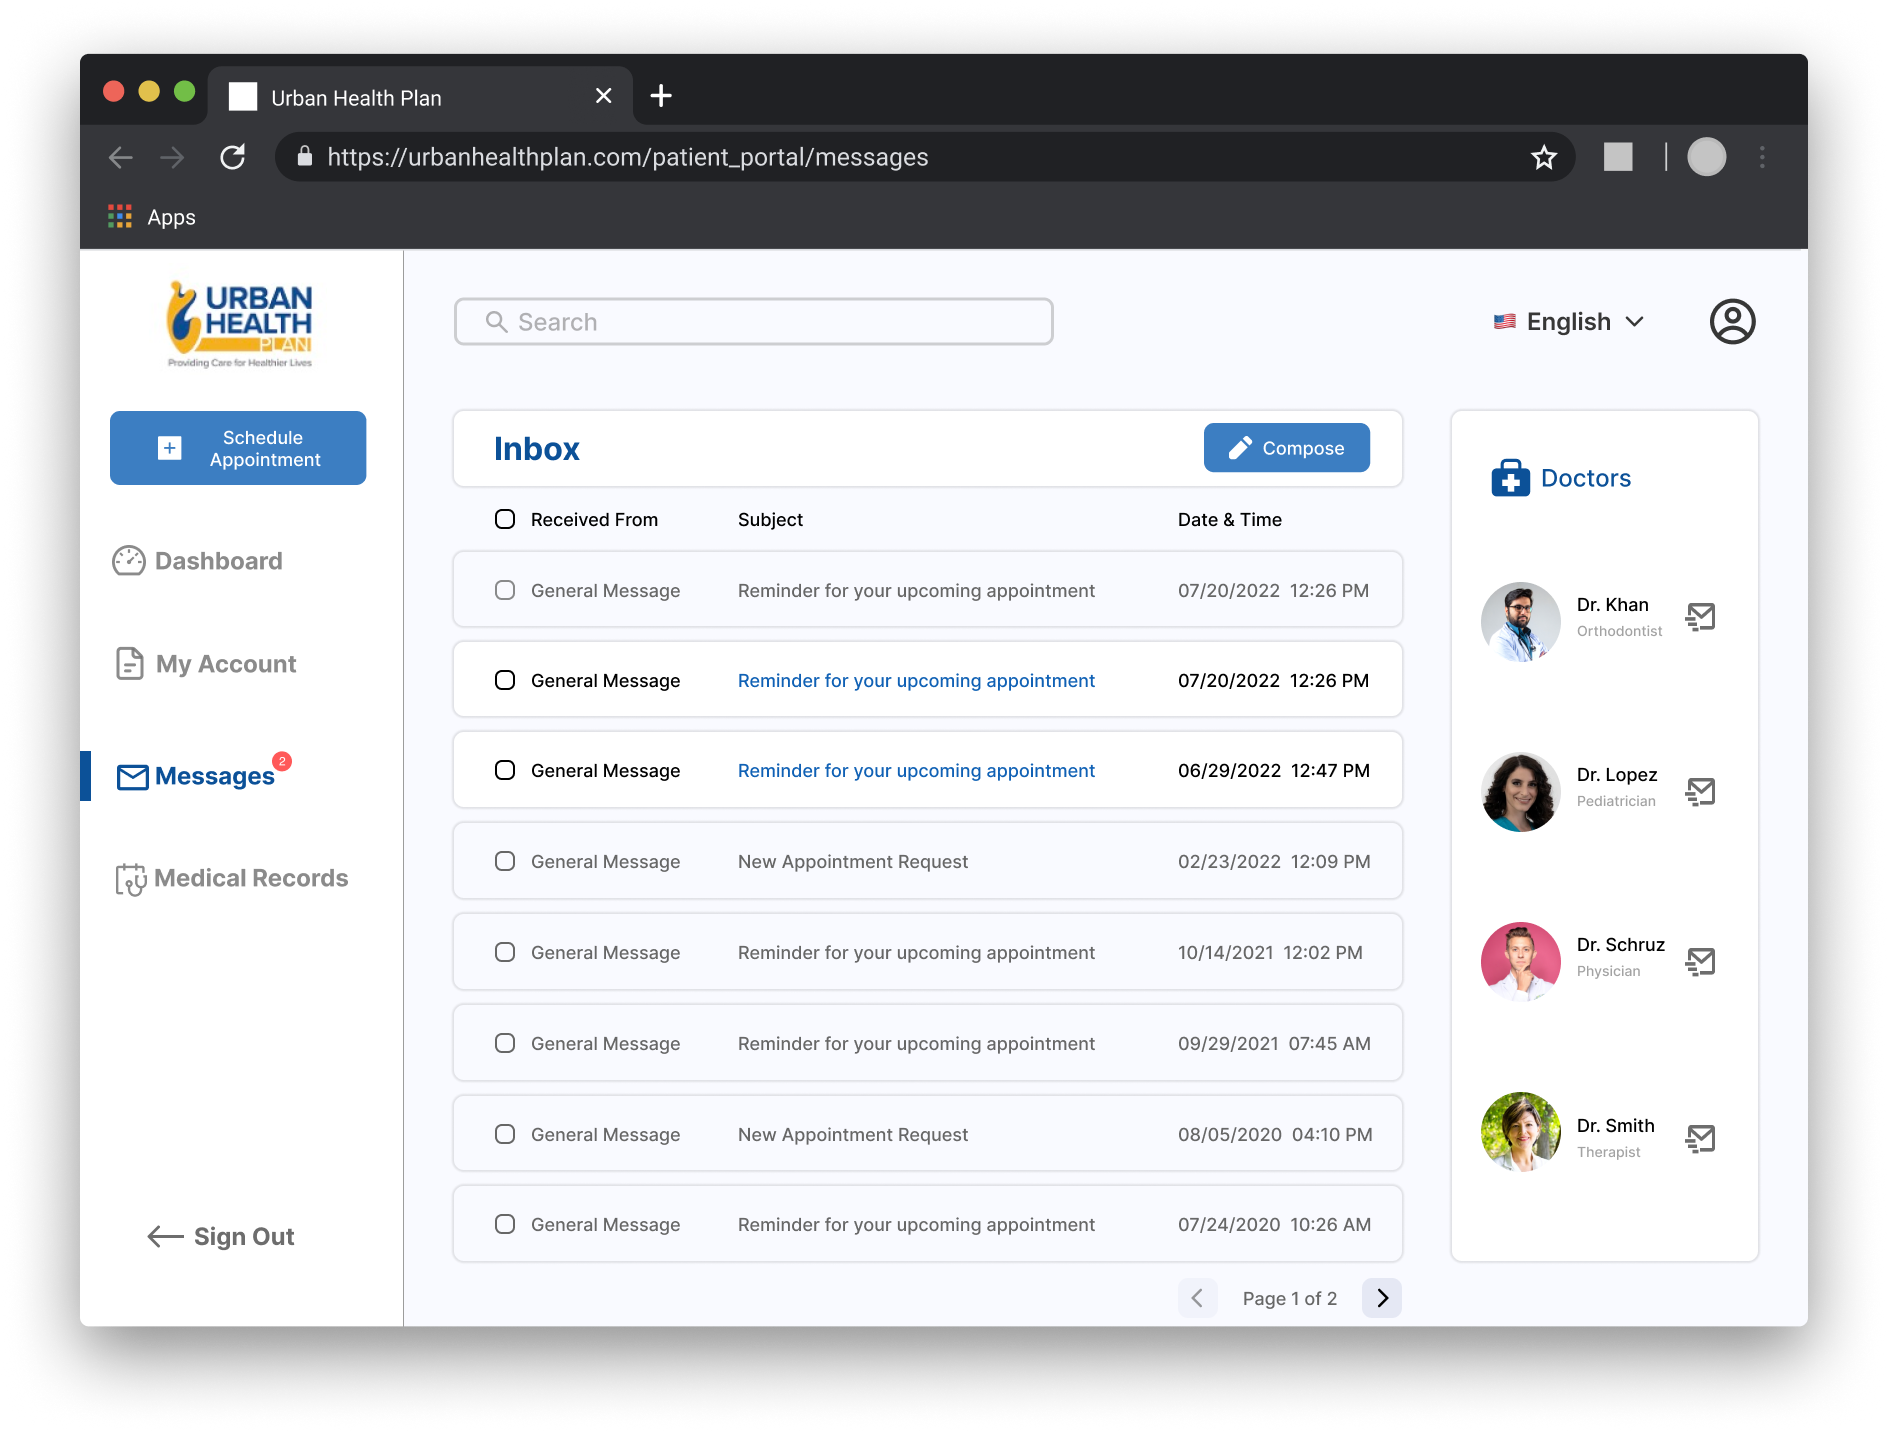 Urban Health Plan
https://urbanhealthplan.com/patient_portal/messages
Apps
URBAN
HEALTH
PLAN
Providing Care for Healthier Lives
Search
English
Schedule
Appointment
Dashboard
My Account
Messages
2
Medical Records
Sign Out
Inbox
Compose
Received From Subject Date & Time
General Message Reminder for your upcoming appointment 07/20/2022 12:26 PM
General Message Reminder for your upcoming appointment 07/20/2022 12:26 PM
General Message Reminder for your upcoming appointment 06/29/2022 12:47 PM
General Message New Appointment Request 02/23/2022 12:09 PM
General Message Reminder for your upcoming appointment 10/14/2021 12:02 PM
General Message Reminder for your upcoming appointment 09/29/2021 07:45 AM
General Message New Appointment Request 08/05/2020 04:10 PM
General Message Reminder for your upcoming appointment 07/24/2020 10:26 AM
Page 1 of 2
Doctors
Dr. Khan
Orthodontist
Dr. Lopez
Pediatrician
Dr. Schruz
Physician
Dr. Smith
Therapist